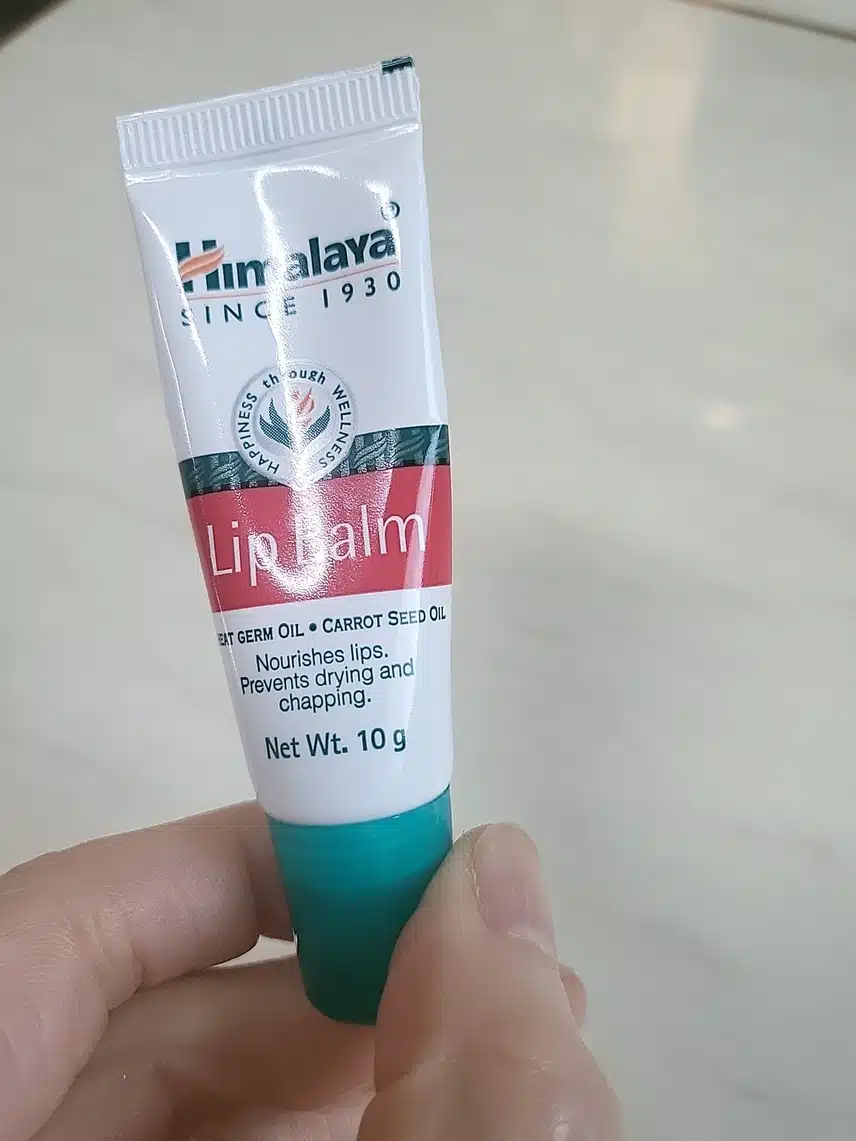 Himalaya
SINCE 1930
HAPPINESS through WELLNESS
Lip Balm
EAT GERM OIL • CARROT SEED OIL
Nourishes lips.
Prevents drying and
chapping.
Net Wt. 10 g